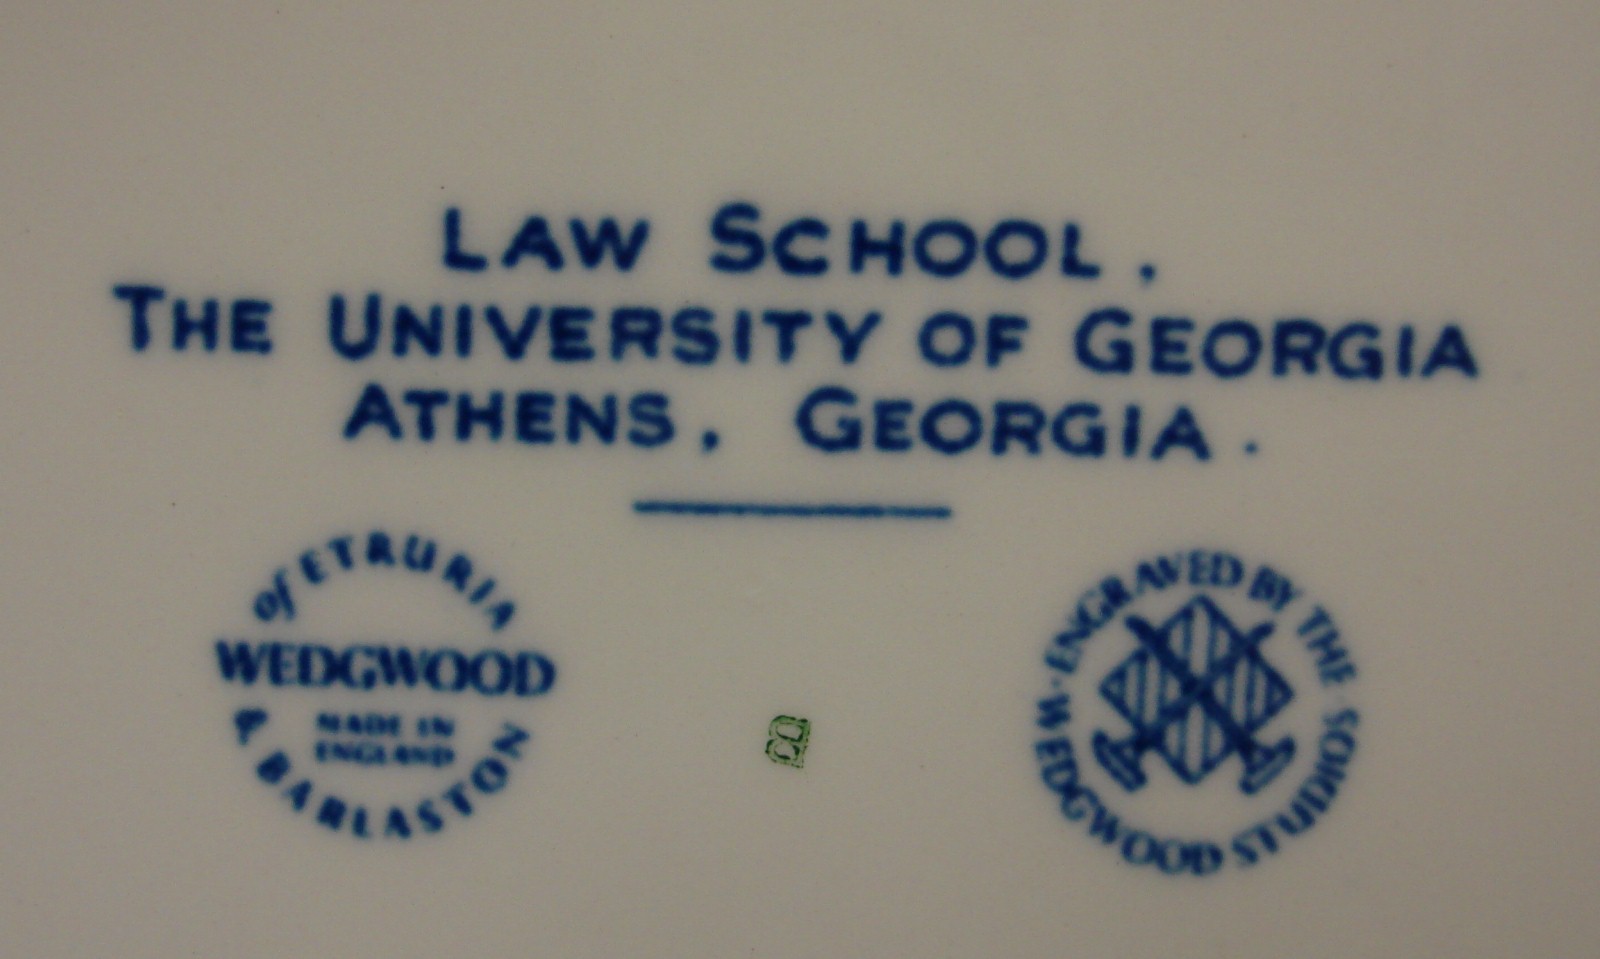 LAW SCHOOL,
THE UNIVERSITY OF GEORGIA
ATHENS, GEORGIA.
of ETRURIA
WEDGWOOD
MADE IN
ENGLAND
& BARLASTON
B
ENGRAVED BY THE
WEDGWOOD STUDIOS